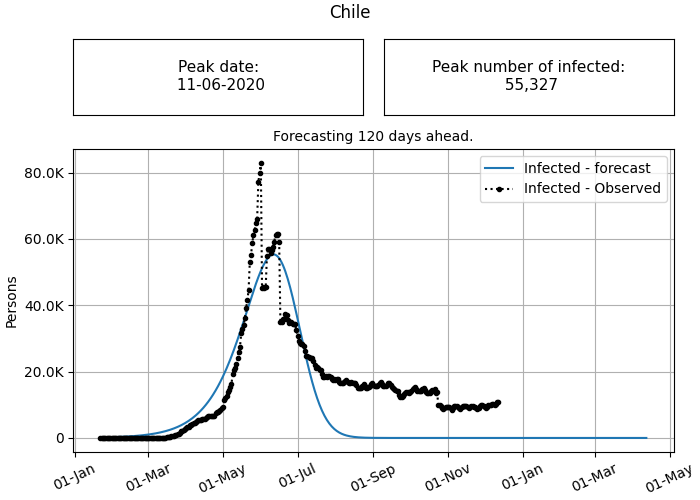 Chile
Peak date:
11-06-2020
Peak number of infected:
55,327
Forecasting 120 days ahead.
Infected - forecast
Infected - Observed
Persons
80.0K
60.0K
40.0K
20.0K
0
01-Jan
01-Mar
01-May
01-Jul
01-Sep
01-Nov
01-Jan
01-Mar
01-May